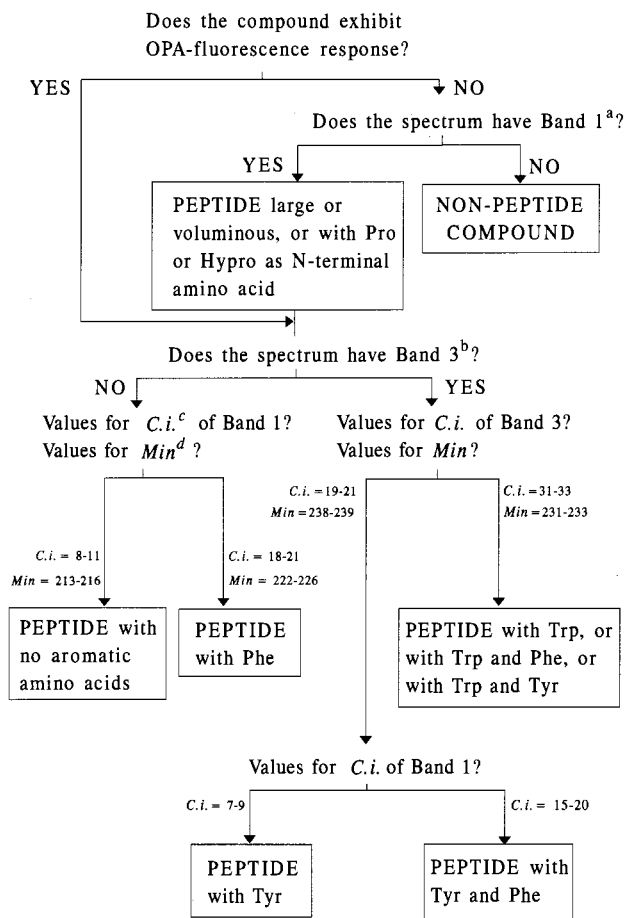 Does the compound exhibit
OPA-fluorescence response?
YES
NO
Does the spectrum have Band 1ᵃ?
YES
NO
PEPTIDE large or
voluminous, or with Pro
or Hypro as N-terminal
amino acid
NON-PEPTIDE
COMPOUND
Does the spectrum have Band 3ᵇ?
NO
YES
Values for C.i.ᶜ of Band 1?
Values for Minᵈ ?
Values for C.i. of Band 3?
Values for Min?
C.i. =19-21
Min=238-239
C.i. =31-33
Min=231-233
C.i. = 8-11
Min = 213-216
C.i. = 18-21
Min = 222-226
PEPTIDE with
no aromatic
amino acids
PEPTIDE
with Phe
PEPTIDE with Trp, or
with Trp and Phe, or
with Trp and Tyr
Values for C.i. of Band 1?
C.i. = 7-9
C.i. = 15-20
PEPTIDE
with Tyr
PEPTIDE with
Tyr and Phe